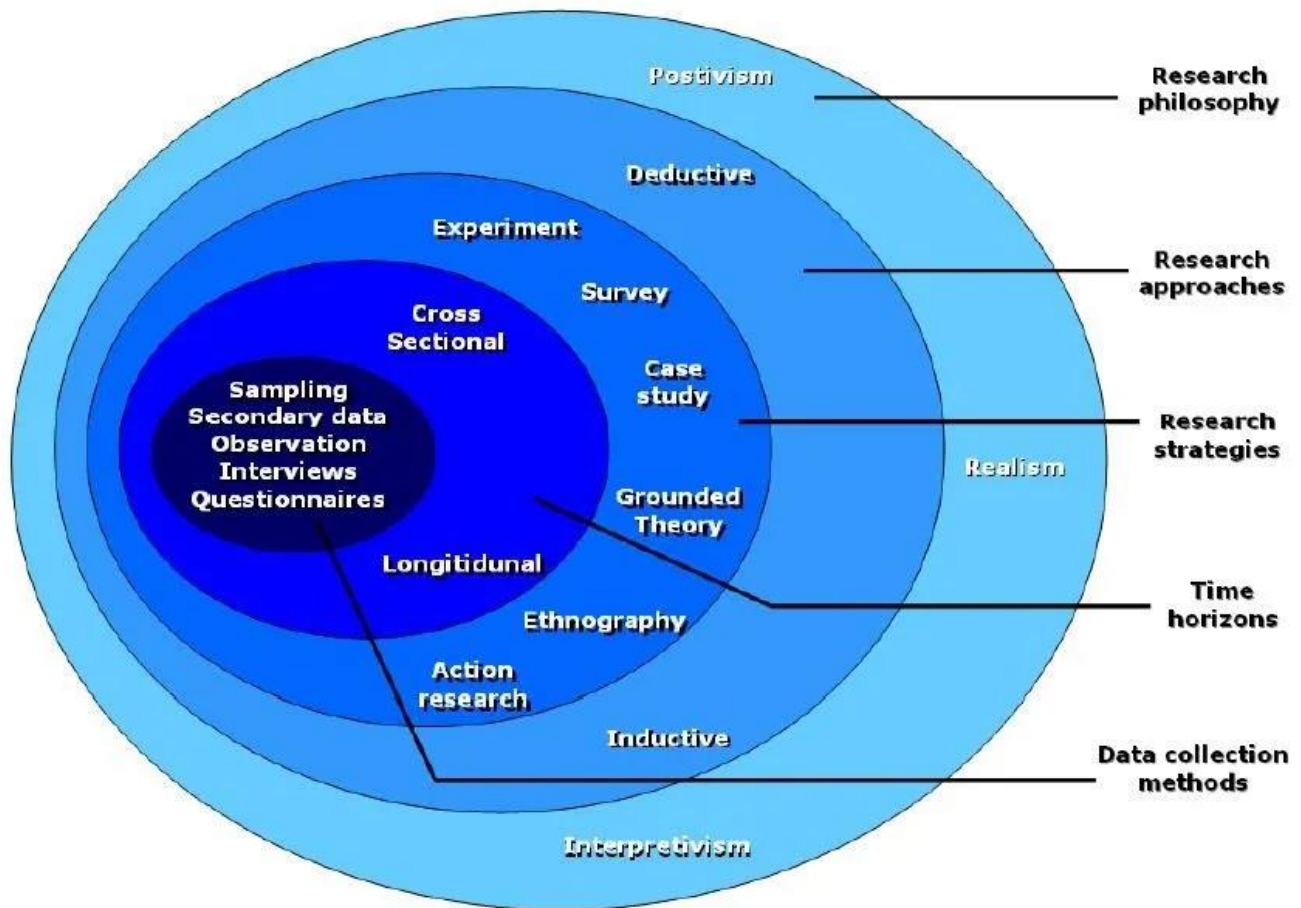 Postivism
Research
philosophy
Deductive
Experiment
Research
approaches
Survey
Cross
Sectional
Case
study
Sampling
Secondary data
Observation
Interviews
Questionnaires
Research
strategies
Realism
Grounded
Theory
Longitidunal
Time
horizons
Ethnography
Action
research
Inductive
Data collection
methods
Interpretivism